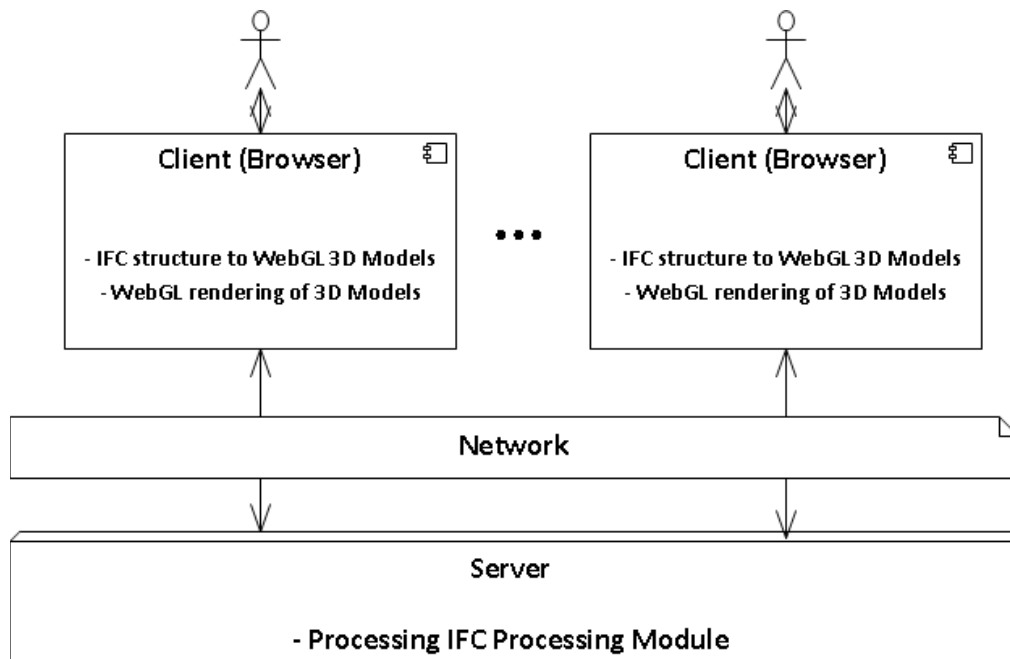 Client (Browser)
- IFC structure to WebGL 3D Models
- WebGL rendering of 3D Models
...
Client (Browser)
- IFC structure to WebGL 3D Models
- WebGL rendering of 3D Models
Network
Server
- Processing IFC Processing Module